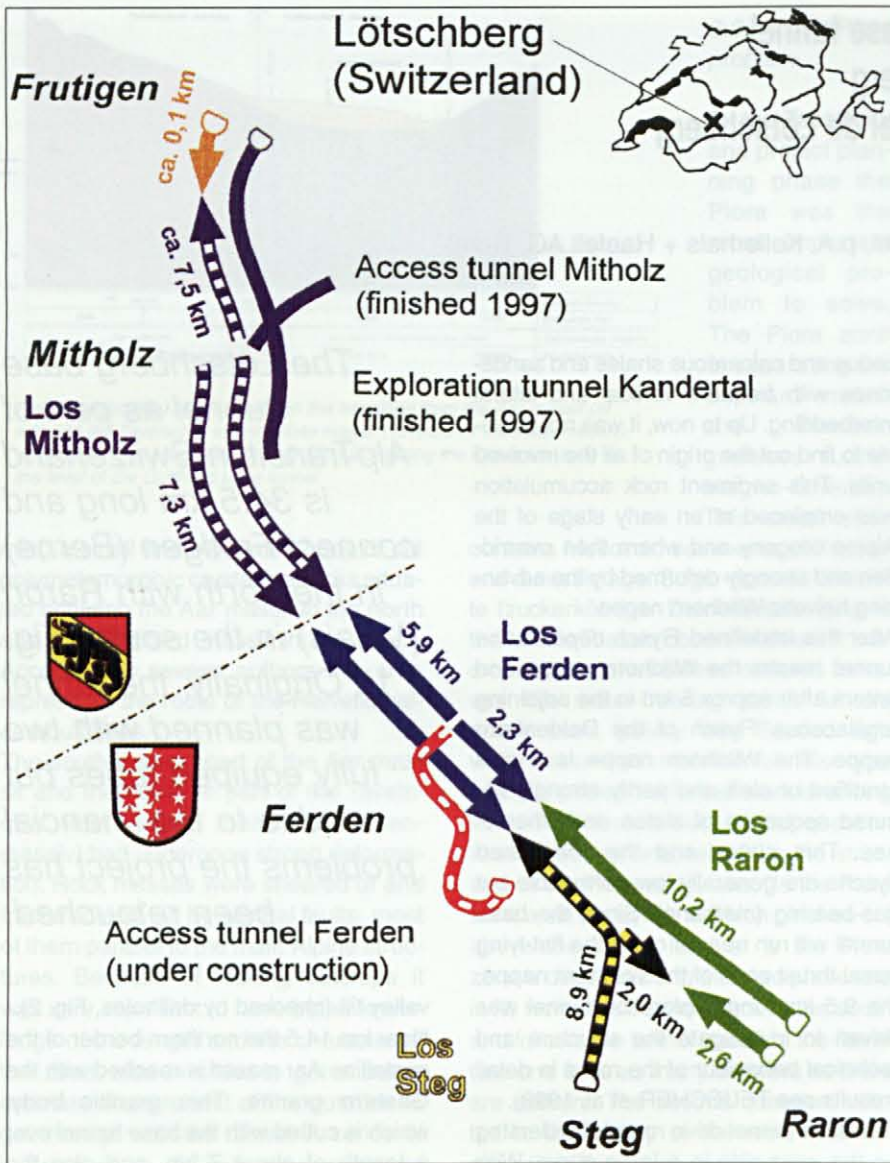 Lötschberg
(Switzerland)
Frutigen
ca. 0,1 km
ca. 7,5 km
Access tunnel Mitholz
(finished 1997)
Mitholz
Los
Mitholz
Exploration tunnel Kandertal
(finished 1997)
7,3 km
5,9 km
Los
Ferden
2,3 km
Ferden
Los
Raron
10,2 km
Access tunnel Ferden
(under construction)
Los
Steg
8,9 km
2,0 km
2,6 km
Steg
Raron